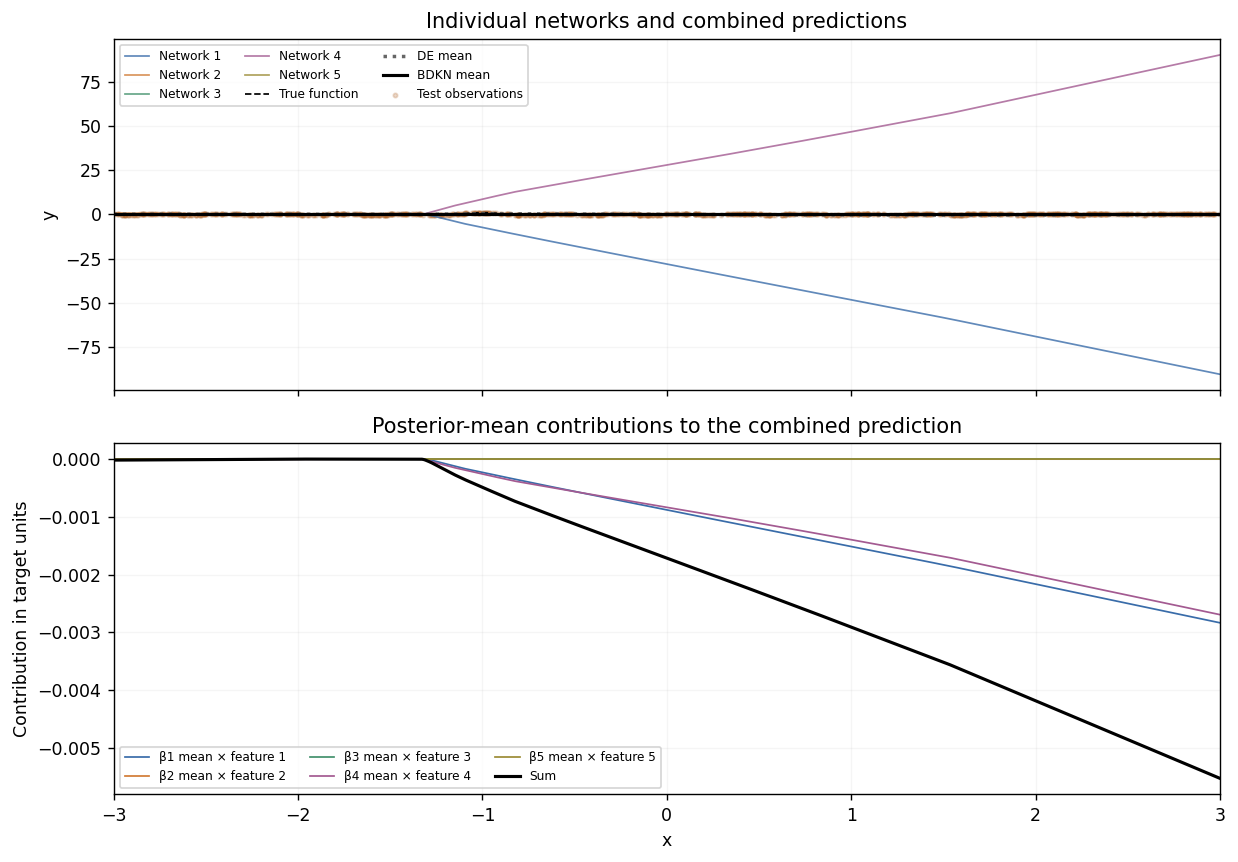 Individual networks and combined predictions
Network 1 Network 4 DE mean
Network 2 Network 5 BDKN mean
Network 3 True function Test observations
75
50
25
0
−25
−50
−75
y
Posterior-mean contributions to the combined prediction
0.000
−0.001
−0.002
−0.003
−0.004
−0.005
Contribution in target units
β1 mean × feature 1 β3 mean × feature 3 β5 mean × feature 5
β2 mean × feature 2 β4 mean × feature 4 Sum
−3 −2 −1 0 1 2 3
x